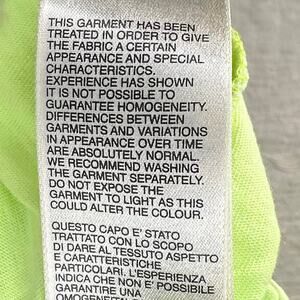 THIS GARMENT HAS BEEN
TREATED IN ORDER TO GIVE
THE FABRIC A CERTAIN
APPEARANCE AND SPECIAL
CHARACTERISTICS.
EXPERIENCE HAS SHOWN
IT IS NOT POSSIBLE TO
GUARANTEE HOMOGENEITY.
DIFFERENCES BETWEEN
GARMENTS AND VARIATIONS
IN APPEARANCE OVER TIME
ARE ABSOLUTELY NORMAL.
WE RECOMMEND WASHING
THE GARMENT SEPARATELY.
DO NOT EXPOSE THE
GARMENT TO LIGHT AS THIS
COULD ALTER THE COLOUR.
QUESTO CAPO E' STATO
TRATTATO CON LO SCOPO
DI DARE AL TESSUTO ASPETTO
E CARATTERISTICHE
PARTICOLARI. L'ESPERIENZA
INDICA CHE NON E' POSSIBILE
GARANTIRE UNA